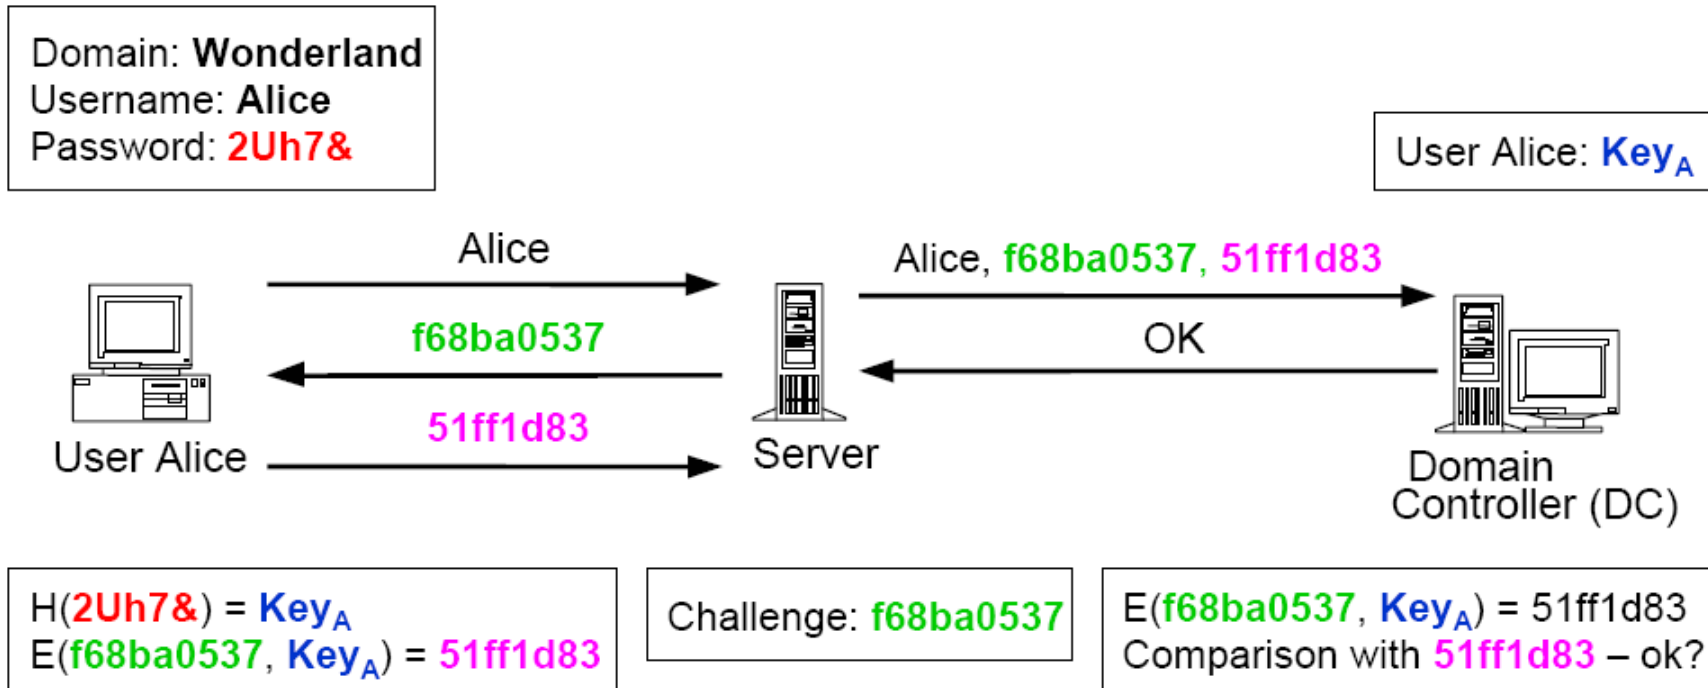 Domain: Wonderland
Username: Alice
Password: 2Uh7&
User Alice: KeyA
Alice
f68ba0537
51ff1d83
Alice, f68ba0537, 51ff1d83
OK
User Alice
Server
Domain
Controller (DC)
H(2Uh7&) = KeyA
E(f68ba0537, KeyA) = 51ff1d83
Challenge: f68ba0537
E(f68ba0537, KeyA) = 51ff1d83
Comparison with 51ff1d83 – ok?